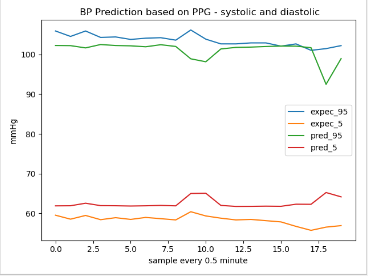 BP Prediction based on PPG - systolic and diastolic
100
90
80
70
60
mmHg
expec_95
expec_5
pred_95
pred_5
0.0 2.5 5.0 7.5 10.0 12.5 15.0 17.5
sample every 0.5 minute